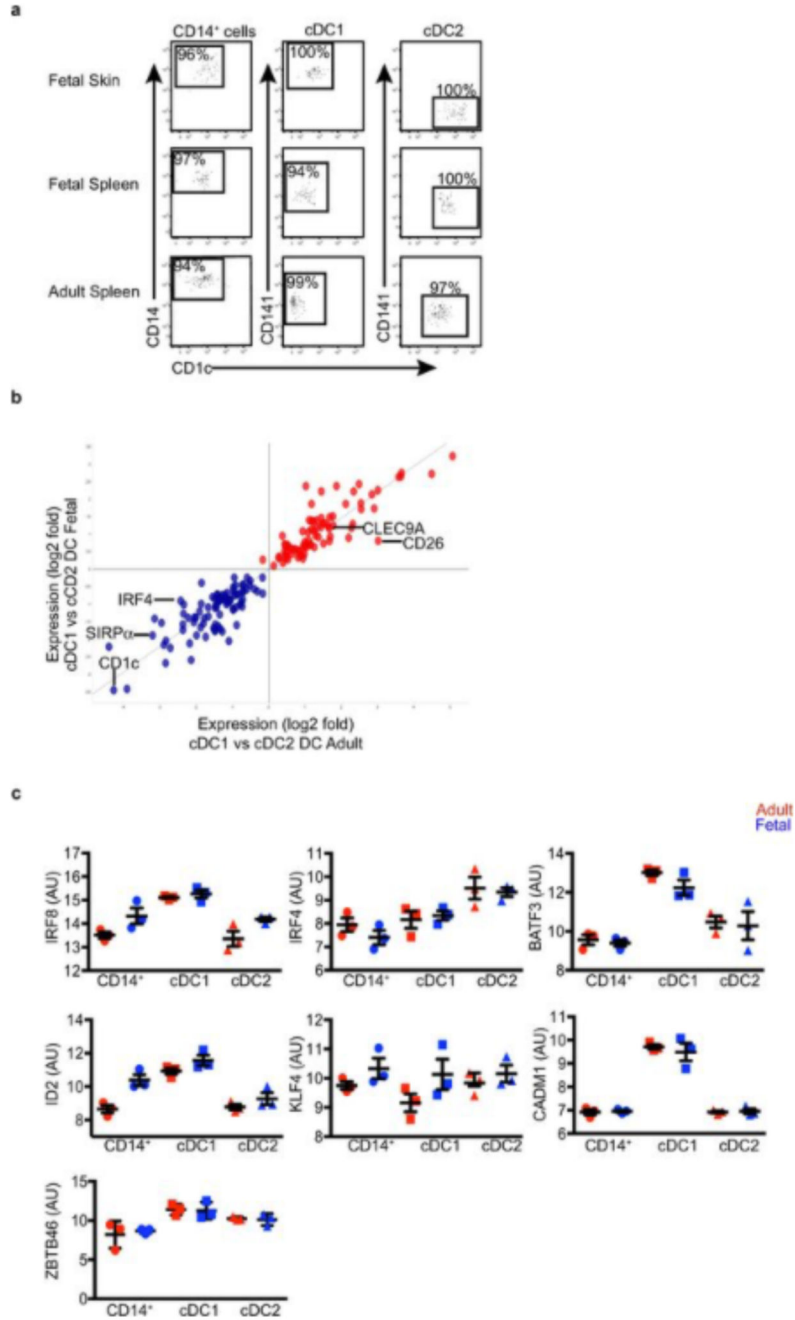 a
CD14⁺ cells cDC1 cDC2
Fetal Skin
96% 100% 100%
Fetal Spleen
97% 94% 100%
Adult Spleen
94% 99% 97%
CD14
CD141
CD141
CD1c
b
Expression (log2 fold)
cDC1 vs cCD2 DC Fetal
CLEC9A
CD26
IRF4
SIRPα
CD1c
Expression (log2 fold)
cDC1 vs cDC2 DC Adult
c
Adult
Fetal
IRF8 (AU)
17
16
15
14
13
12
CD14⁺ cDC1 cDC2
IRF4 (AU)
11
10
9
8
7
6
CD14⁺ cDC1 cDC2
BATF3 (AU)
14
12
10
8
CD14⁺ cDC1 cDC2
ID2 (AU)
14
12
10
8
CD14⁺ cDC1 cDC2
KLF4 (AU)
12
11
10
9
8
CD14⁺ cDC1 cDC2
CADM1 (AU)
11
10
9
8
7
6
CD14⁺ cDC1 cDC2
ZBTB46 (AU)
15
10
5
0
CD14⁺ cDC1 cDC2